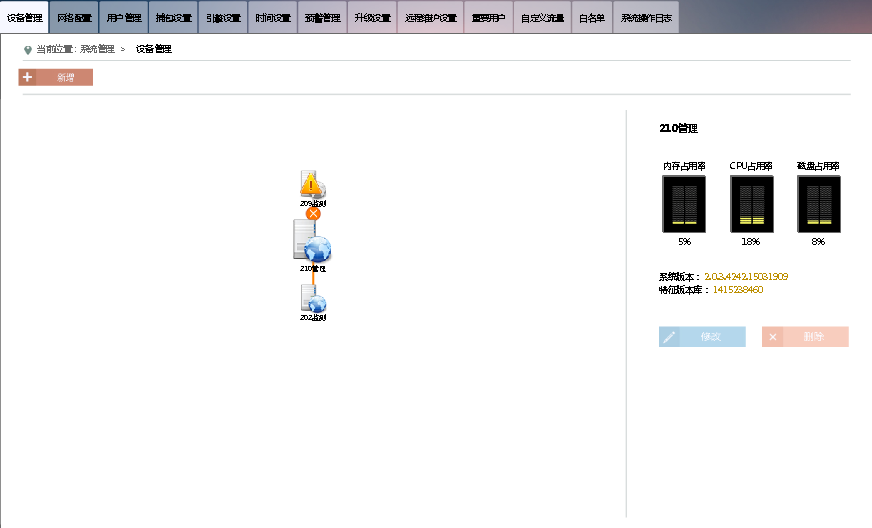 设备管理 网络配置 用户管理 捕包设置 引擎设置 时间设置 预警管理 升级设置 远程维护设置 重要用户 自定义流量 白名单 系统操作日志
当前位置：系统管理 > 设备管理
新增
210管理
内存占用率 CPU占用率 磁盘占用率
5% 18% 8%
209监测
210管理
202监测
系统版本： 2.0.3.4242.15031909
特征版本库： 1415238460
修改 删除